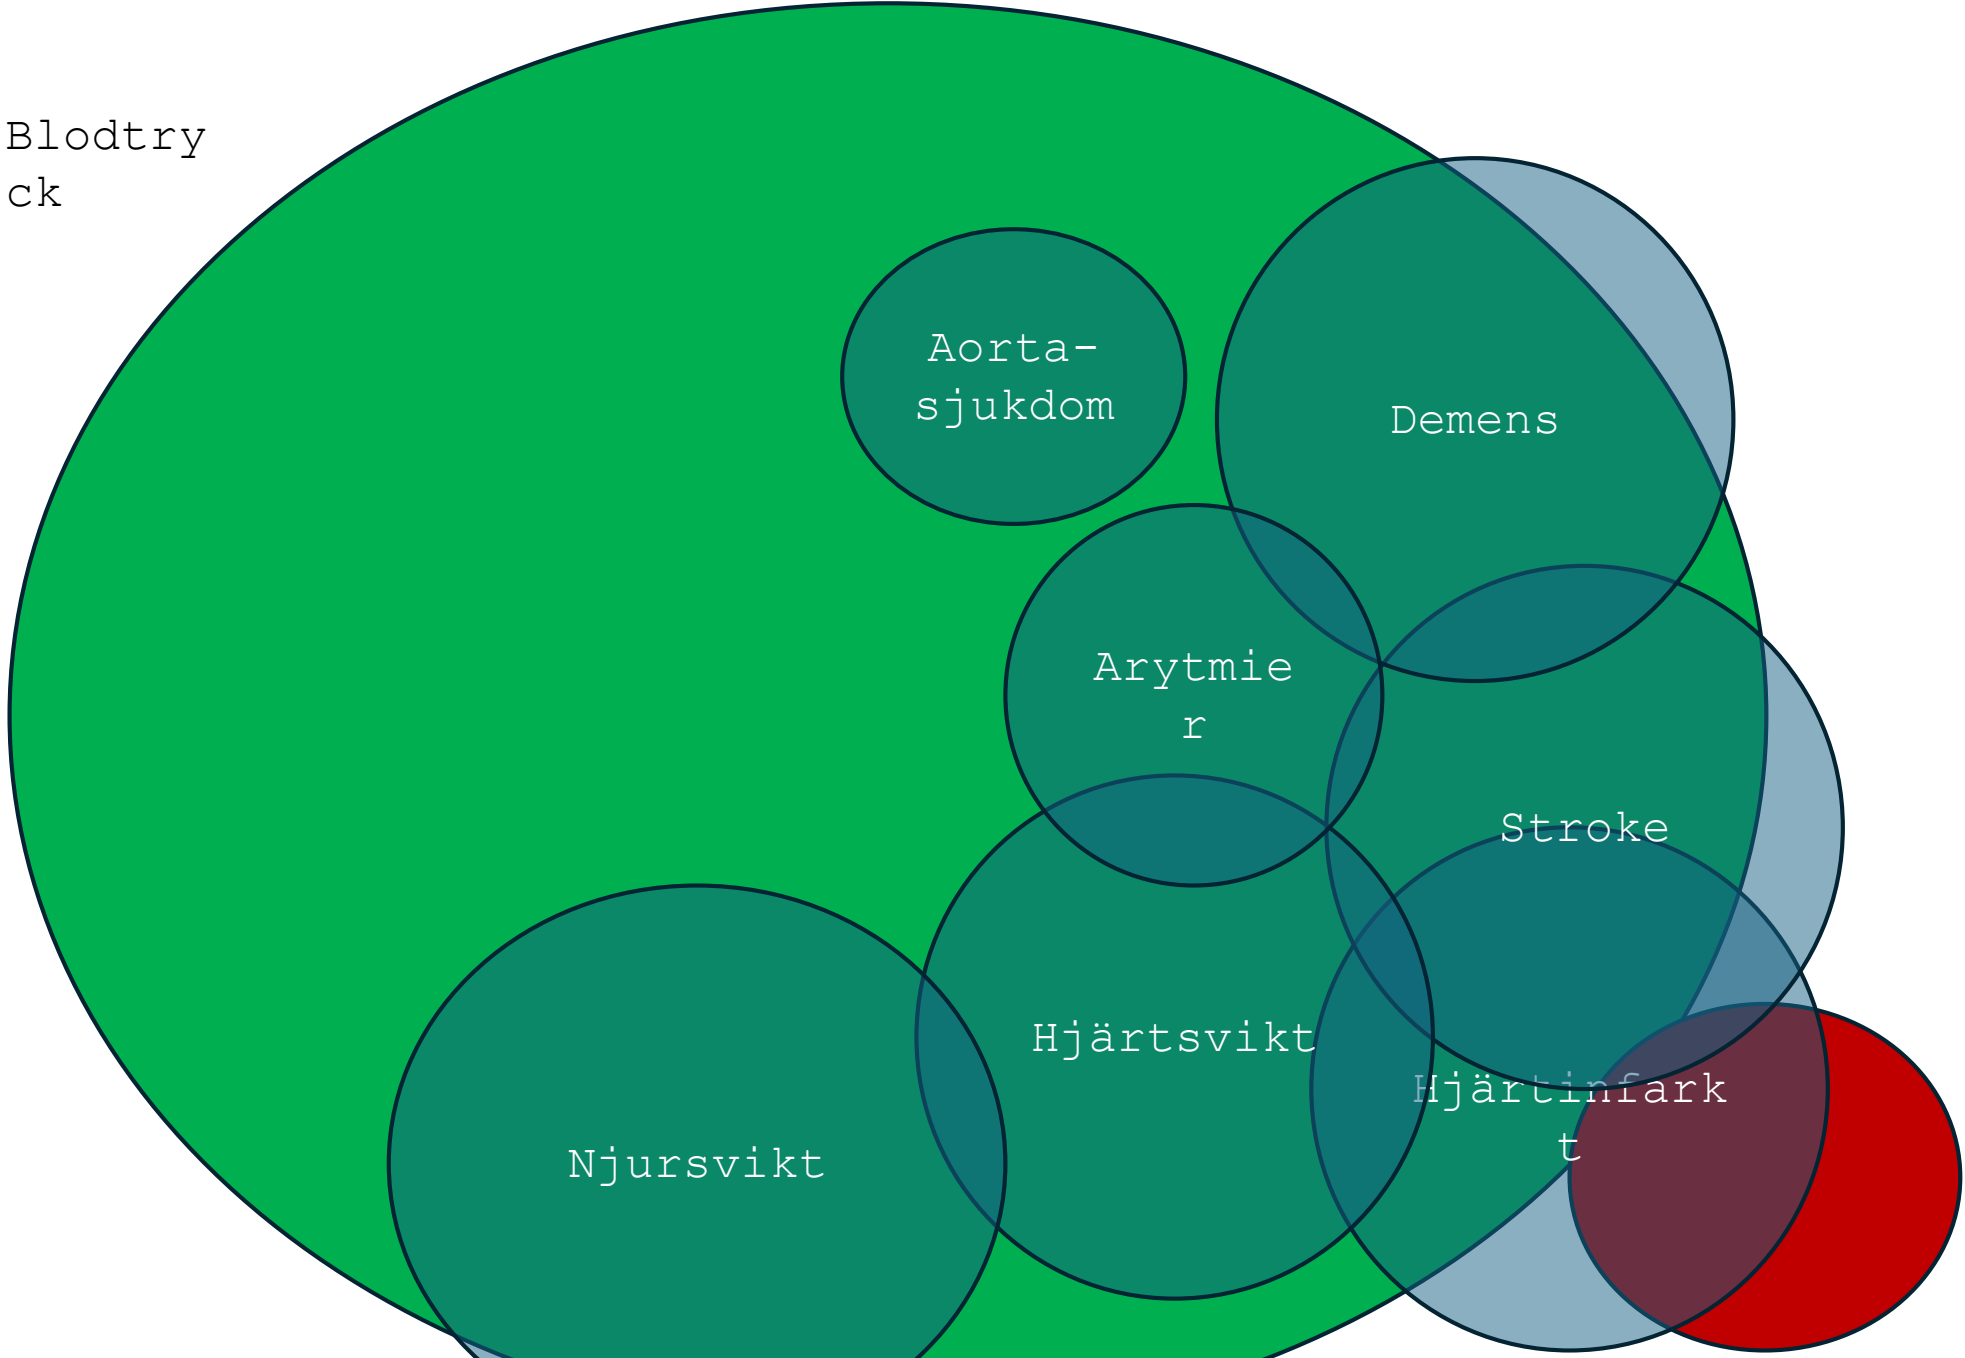 Blodtry
ck
Aorta-
sjukdom
Demens
Arytmie
r
Stroke
Hjärtsvikt
Hjärtinfark
t
Njursvikt